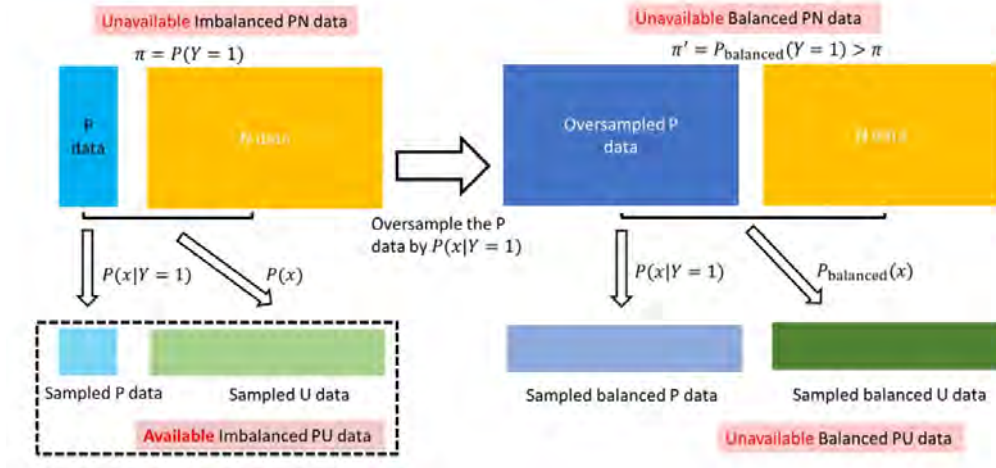 Unavailable Imbalanced PN data
π = P(Y = 1)
P
data
N data
Sampled P data
Sampled U data
Available Imbalanced PU data
P(x|Y = 1)
P(x)
Oversample the P
data by P(x|Y = 1)
Unavailable Balanced PN data
π′ = P_balanced(Y = 1) > π
Oversampled P
data
N data
P(x|Y = 1)
P_balanced(x)
Sampled balanced P data
Sampled balanced U data
Unavailable Balanced PU data